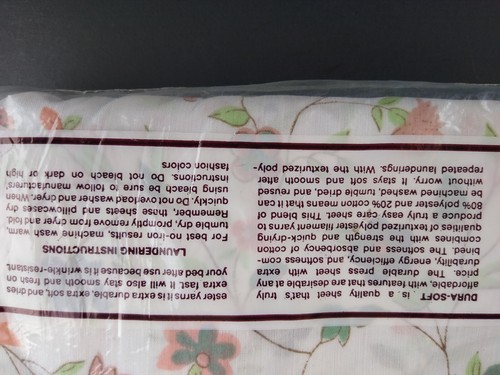 DURA-SOFT . . is a quality sheet that's truly
affordable, with features that are desirable at any
price. The durable press sheet with extra
durability, energy efficiency, and softness com-
bined. The softness and absorbency of cotton
combines with the strength and quick-drying
qualities of texturized polyester filament yarns to
produce a truly easy care sheet. This blend of
80% polyester and 20% cotton means that it can
be machine washed, tumble dried, and reused
without worry. It stays soft and smooth after
repeated launderings. With the texturized poly-
ester yarn it is extra durable, extra soft, and dries
extra fast. It will also stay smooth and fresh on
your bed after use because it is wrinkle-resistant.
LAUNDERING INSTRUCTIONS
For best no-iron results, machine wash warm,
tumble dry, promptly remove from dryer and fold.
Remember, those sheets and pillowcases dry
quickly. Do not overload washer and dryer. When
using bleach be sure to follow manufacturers'
instructions. Do not bleach on dark or high
fashion colors